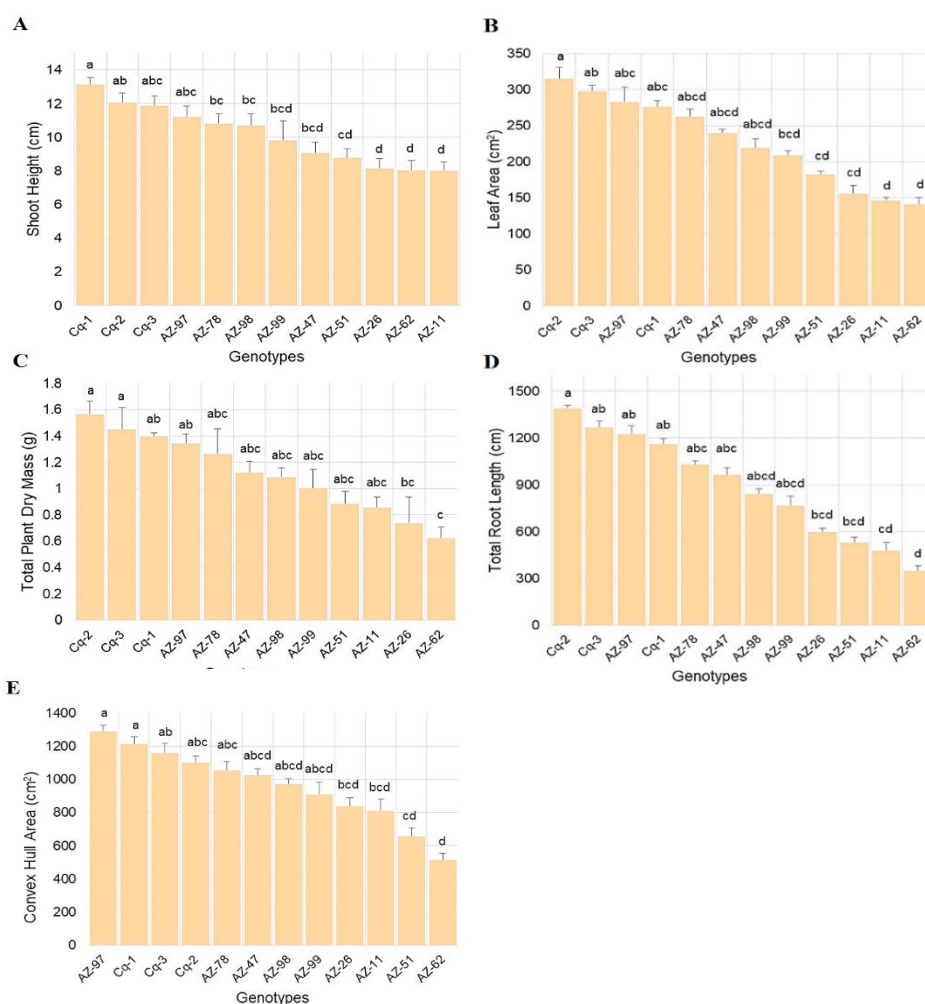 A
14
12
10
8
6
4
2
0
Shoot Height (cm)
a
ab
abc
abc
bc
bc
bcd
bcd
cd
d
d
d
Cq-1
Cq-2
Cq-3
AZ-97
AZ-78
AZ-98
AZ-99
AZ-47
AZ-51
AZ-26
AZ-62
AZ-11
Genotypes
B
350
300
250
200
150
100
50
0
Leaf Area (cm²)
a
ab
abc
abc
abcd
abcd
abcd
bcd
cd
cd
d
d
Cq-2
Cq-3
AZ-97
Cq-1
AZ-78
AZ-47
AZ-98
AZ-99
AZ-51
AZ-26
AZ-11
AZ-62
Genotypes
C
1.8
1.6
1.4
1.2
1
0.8
0.6
0.4
0.2
0
Total Plant Dry Mass (g)
a
a
ab
ab
abc
abc
abc
abc
abc
abc
bc
c
Cq-2
Cq-3
Cq-1
AZ-97
AZ-78
AZ-47
AZ-98
AZ-99
AZ-51
AZ-11
AZ-26
AZ-62
D
1500
1200
900
600
300
0
Total Root Length (cm)
a
ab
ab
ab
abc
abc
abcd
abcd
bcd
bcd
cd
d
Cq-2
Cq-3
AZ-97
Cq-1
AZ-78
AZ-47
AZ-98
AZ-99
AZ-26
AZ-51
AZ-11
AZ-62
Genotypes
E
1400
1200
1000
800
600
400
200
0
Convex Hull Area (cm²)
a
a
ab
abc
abc
abcd
abcd
abcd
bcd
bcd
cd
d
AZ-97
Cq-1
Cq-3
Cq-2
AZ-78
AZ-47
AZ-98
AZ-99
AZ-26
AZ-11
AZ-51
AZ-62
Genotypes